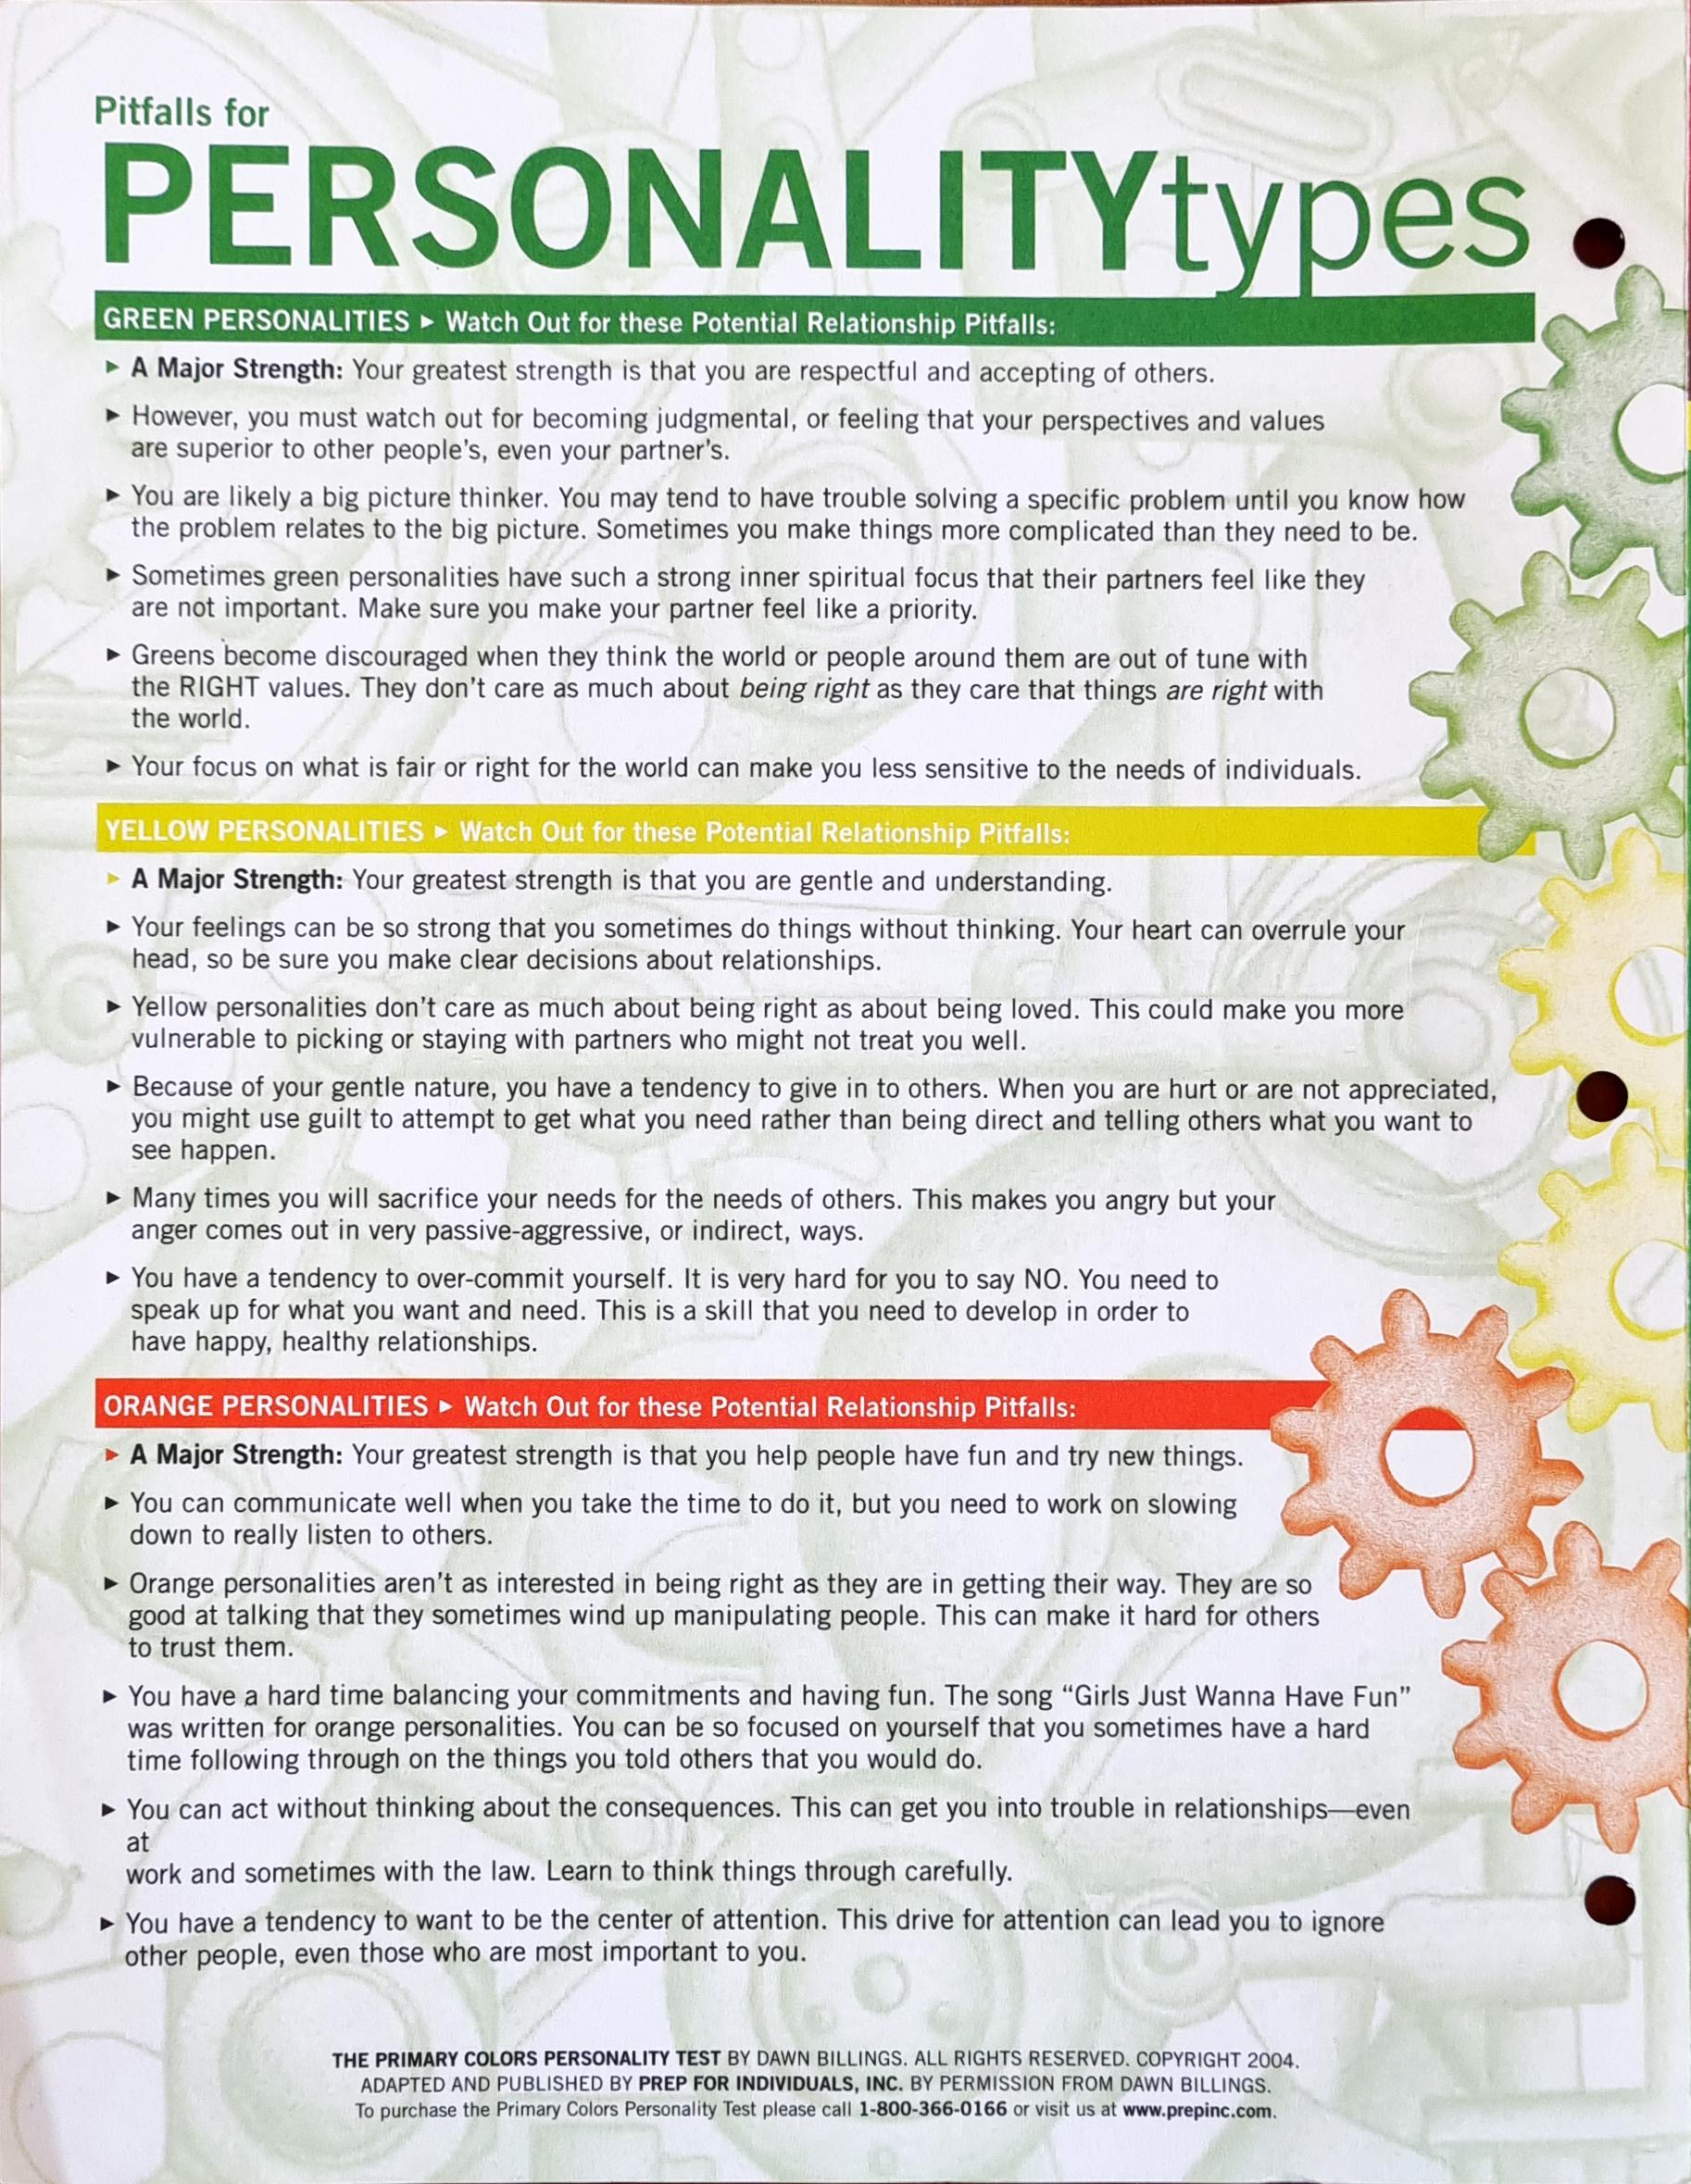 Pitfalls for
PERSONALITYtypes
GREEN PERSONALITIES ► Watch Out for these Potential Relationship Pitfalls:
► A Major Strength: Your greatest strength is that you are respectful and accepting of others.
► However, you must watch out for becoming judgmental, or feeling that your perspectives and values
are superior to other people's, even your partner's.
► You are likely a big picture thinker. You may tend to have trouble solving a specific problem until you know how
the problem relates to the big picture. Sometimes you make things more complicated than they need to be.
► Sometimes green personalities have such a strong inner spiritual focus that their partners feel like they
are not important. Make sure you make your partner feel like a priority.
► Greens become discouraged when they think the world or people around them are out of tune with
the RIGHT values. They don't care as much about being right as they care that things are right with
the world.
► Your focus on what is fair or right for the world can make you less sensitive to the needs of individuals.
YELLOW PERSONALITIES ► Watch Out for these Potential Relationship Pitfalls:
► A Major Strength: Your greatest strength is that you are gentle and understanding.
► Your feelings can be so strong that you sometimes do things without thinking. Your heart can overrule your
head, so be sure you make clear decisions about relationships.
► Yellow personalities don't care as much about being right as about being loved. This could make you more
vulnerable to picking or staying with partners who might not treat you well.
► Because of your gentle nature, you have a tendency to give in to others. When you are hurt or are not appreciated,
you might use guilt to attempt to get what you need rather than being direct and telling others what you want to
see happen.
► Many times you will sacrifice your needs for the needs of others. This makes you angry but your
anger comes out in very passive-aggressive, or indirect, ways.
► You have a tendency to over-commit yourself. It is very hard for you to say NO. You need to
speak up for what you want and need. This is a skill that you need to develop in order to
have happy, healthy relationships.
ORANGE PERSONALITIES ► Watch Out for these Potential Relationship Pitfalls:
► A Major Strength: Your greatest strength is that you help people have fun and try new things.
► You can communicate well when you take the time to do it, but you need to work on slowing
down to really listen to others.
► Orange personalities aren't as interested in being right as they are in getting their way. They are so
good at talking that they sometimes wind up manipulating people. This can make it hard for others
to trust them.
► You have a hard time balancing your commitments and having fun. The song “Girls Just Wanna Have Fun”
was written for orange personalities. You can be so focused on yourself that you sometimes have a hard
time following through on the things you told others that you would do.
► You can act without thinking about the consequences. This can get you into trouble in relationships—even
at
work and sometimes with the law. Learn to think things through carefully.
► You have a tendency to want to be the center of attention. This drive for attention can lead you to ignore
other people, even those who are most important to you.
THE PRIMARY COLORS PERSONALITY TEST BY DAWN BILLINGS. ALL RIGHTS RESERVED. COPYRIGHT 2004.
ADAPTED AND PUBLISHED BY PREP FOR INDIVIDUALS, INC. BY PERMISSION FROM DAWN BILLINGS.
To purchase the Primary Colors Personality Test please call 1-800-366-0166 or visit us at www.prepinc.com.